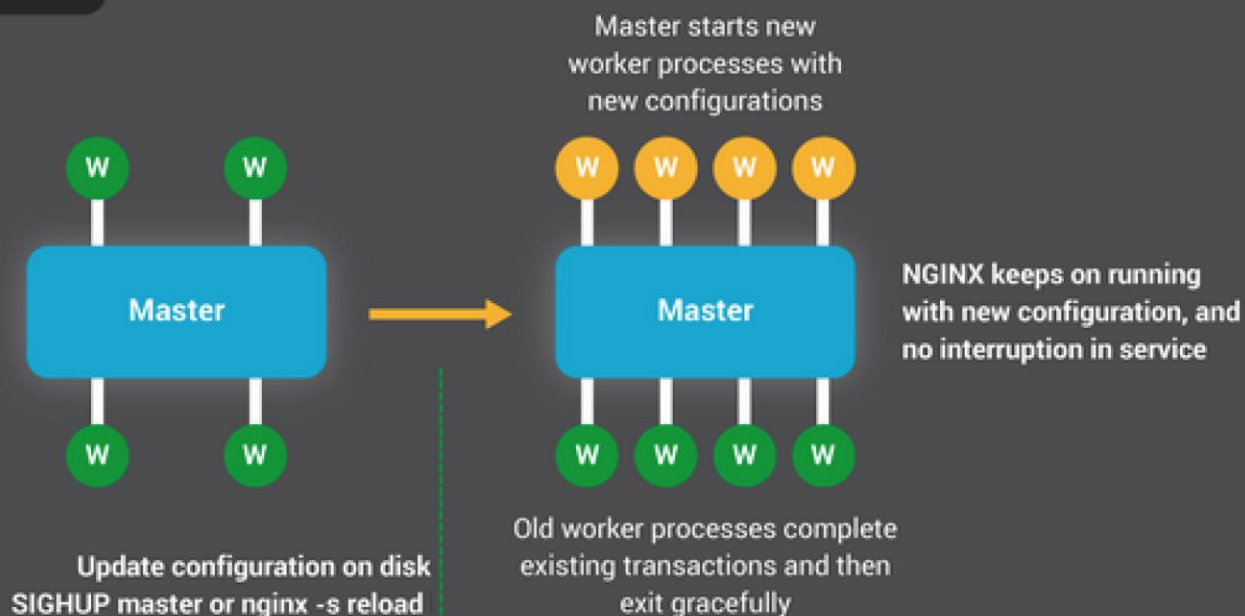 Master starts new
worker processes with
new configurations
W W W W W W
Master
Master
NGINX keeps on running
with new configuration, and
no interruption in service
W W W W W W
Update configuration on disk
SIGHUP master or nginx -s reload
Old worker processes complete
existing transactions and then
exit gracefully